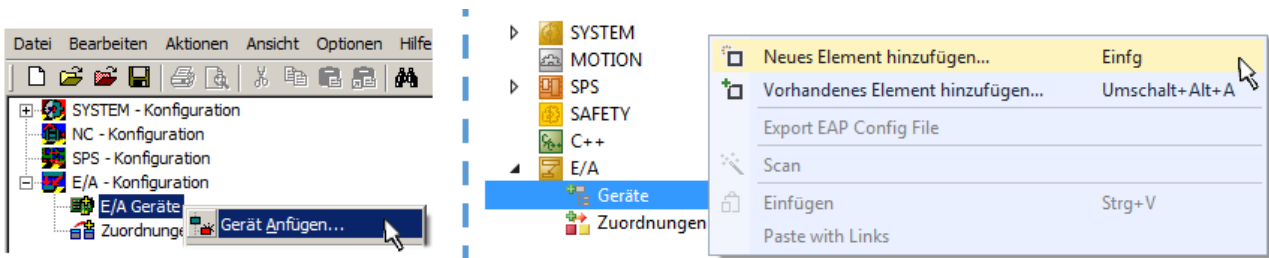 Datei Bearbeiten Aktionen Ansicht Optionen Hilfe
SYSTEM - Konfiguration
NC - Konfiguration
SPS - Konfiguration
E/A - Konfiguration
E/A Geräte
Gerät Anfügen...
Zuordnunge
SYSTEM
MOTION
SPS
SAFETY
C++
E/A
Geräte
Zuordnungen
Neues Element hinzufügen... Einfg
Vorhandenes Element hinzufügen... Umschalt+Alt+A
Export EAP Config File
Scan
Einfügen Strg+V
Paste with Links